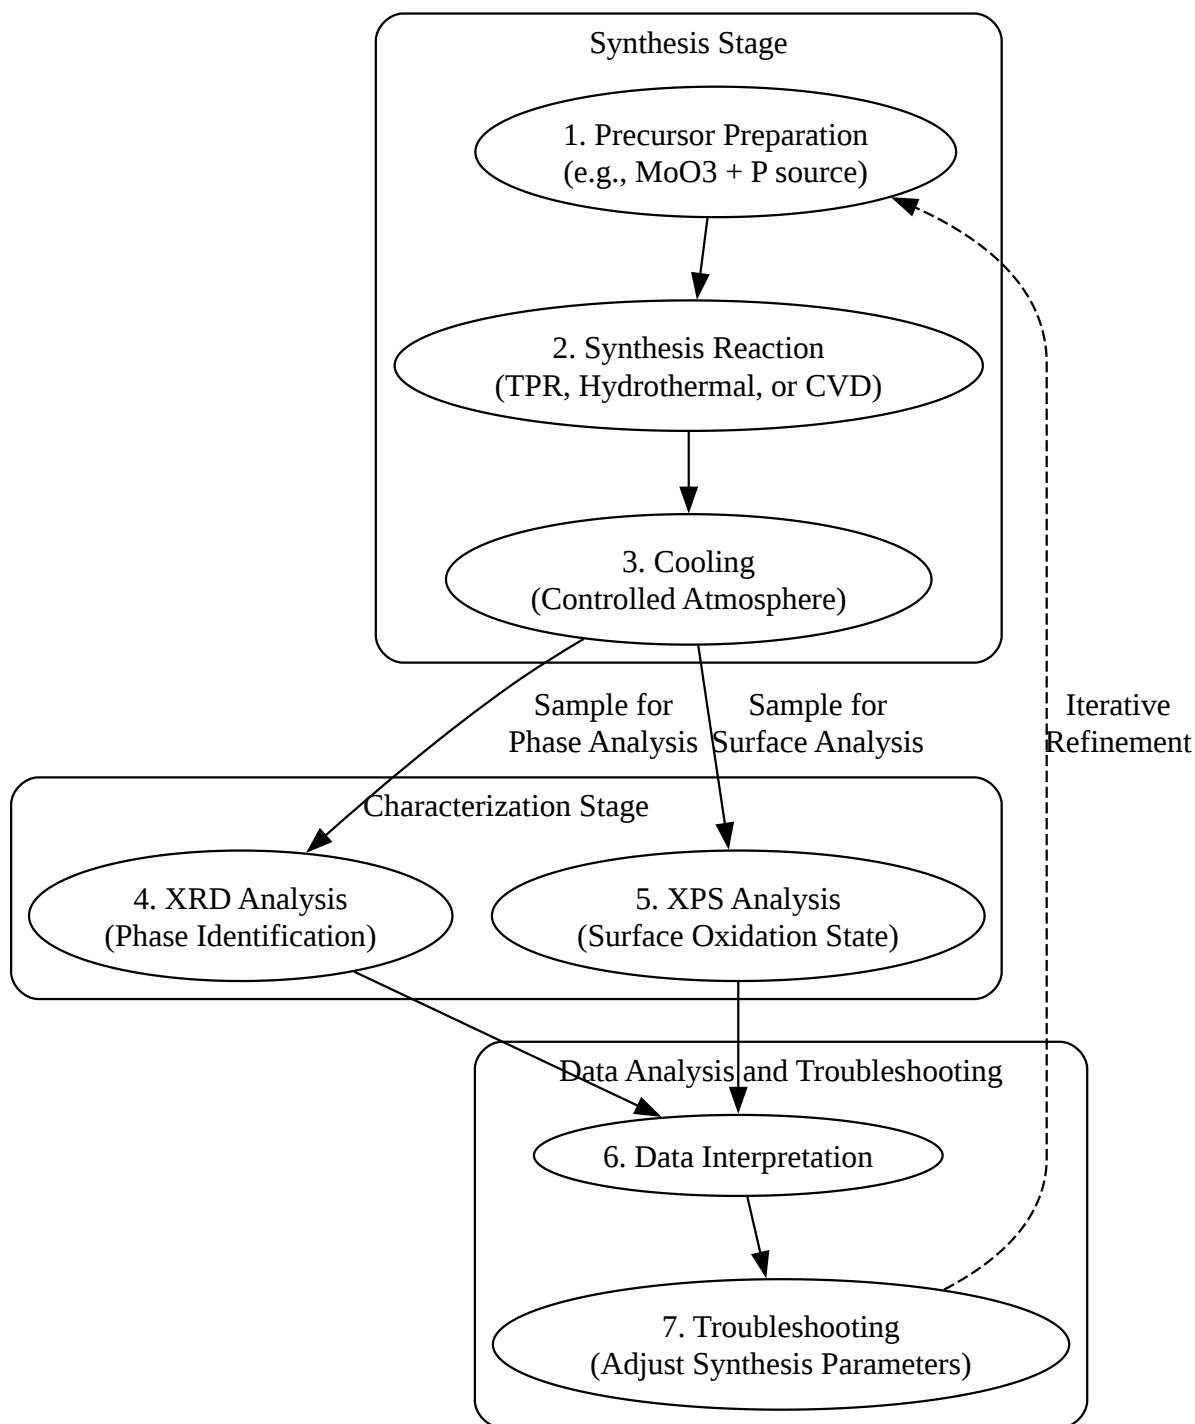 Synthesis Stage
1. Precursor Preparation
(e.g., MoO3 + P source)
2. Synthesis Reaction
(TPR, Hydrothermal, or CVD)
3. Cooling
(Controlled Atmosphere)
Sample for
Phase Analysis
Sample for
Surface Analysis
Iterative
Refinement
Characterization Stage
4. XRD Analysis
(Phase Identification)
5. XPS Analysis
(Surface Oxidation State)
Data Analysis and Troubleshooting
6. Data Interpretation
7. Troubleshooting
(Adjust Synthesis Parameters)